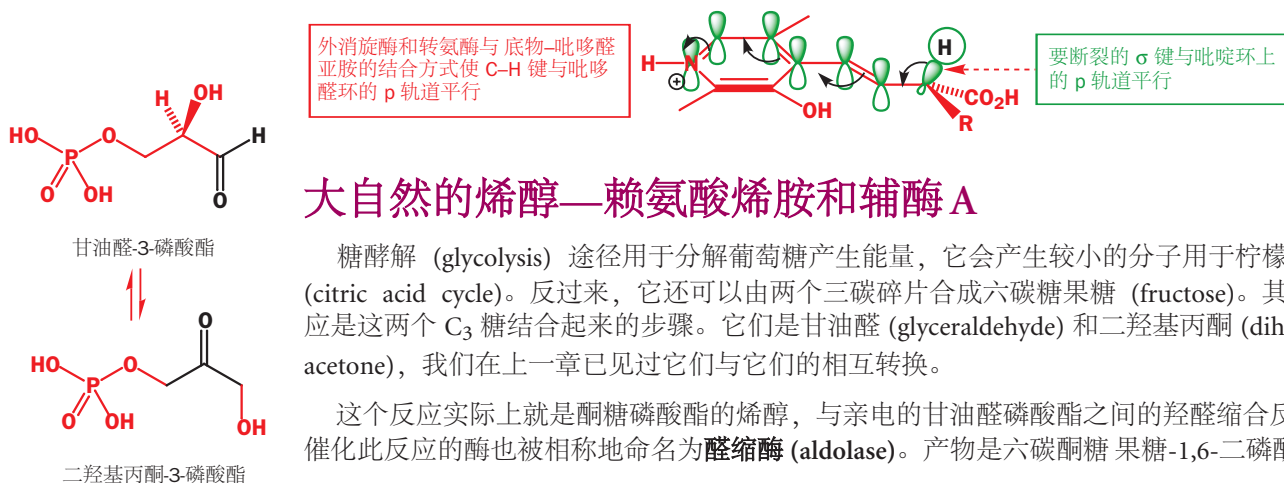 外消旋酶和转氨酶与 底物–吡哆醛
亚胺的结合方式使 C–H 键与吡哆
醛环的 p 轨道平行
H
N
⊕
OH
H
CO₂H
R
要断裂的 σ 键与吡啶环上
的 p 轨道平行
H
OH
HO
O
P
H
O
OH
O
甘油醛-3-磷酸酯
O
HO
O
P
O
OH
OH
二羟基丙酮-3-磷酸酯
大自然的烯醇—赖氨酸烯胺和辅酶 A
糖酵解 (glycolysis) 途径用于分解葡萄糖产生能量，它会产生较小的分子用于柠檬
(citric acid cycle)。反过来，它还可以由两个三碳碎片合成六碳糖果糖 (fructose)。其
应是这两个 C₃ 糖结合起来的步骤。它们是甘油醛 (glyceraldehyde) 和二羟基丙酮 (dih
acetone)，我们在上一章已见过它们与它们的相互转换。
这个反应实际上就是酮糖磷酸酯的烯醇，与亲电的甘油醛磷酸酯之间的羟醛缩合反
催化此反应的酶也被相称地命名为醛缩酶 (aldolase)。产物是六碳酮糖 果糖-1,6-二磷酸